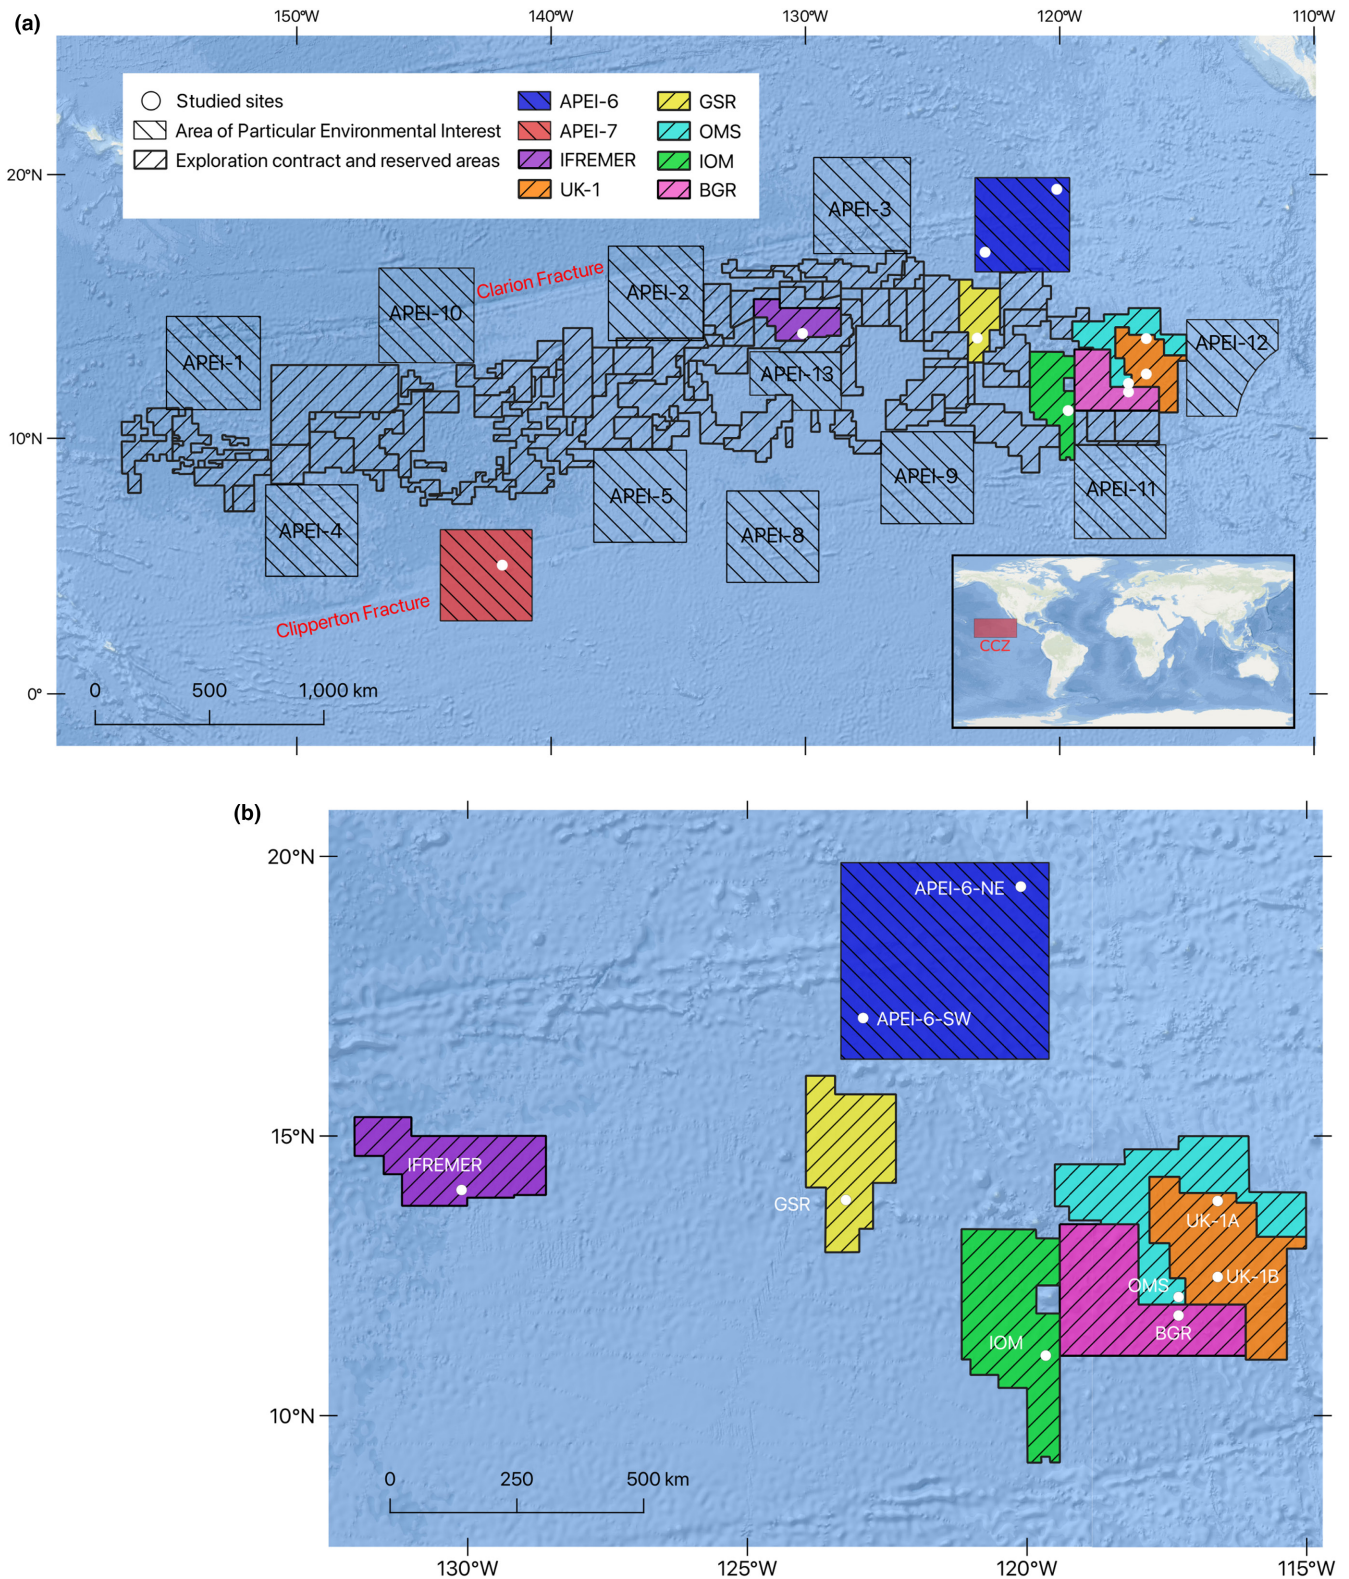 (a)
150°W 140°W 130°W 120°W 110°W
Studied sites
Area of Particular Environmental Interest
Exploration contract and reserved areas
APEI-6
APEI-7
IFREMER
UK-1
GSR
OMS
IOM
BGR
20°N
10°N
0°
APEI-3
Clarion Fracture
APEI-2
APEI-10
APEI-1
APEI-12
APEI-13
APEI-9
APEI-11
APEI-5
APEI-4
APEI-8
Clipperton Fracture
CCZ
0 500 1,000 km
(b)
20°N
15°N
10°N
APEI-6-NE
APEI-6-SW
IFREMER
GSR
UK-1A
UK-1B
OMS
BGR
IOM
0 250 500 km
130°W 125°W 120°W 115°W